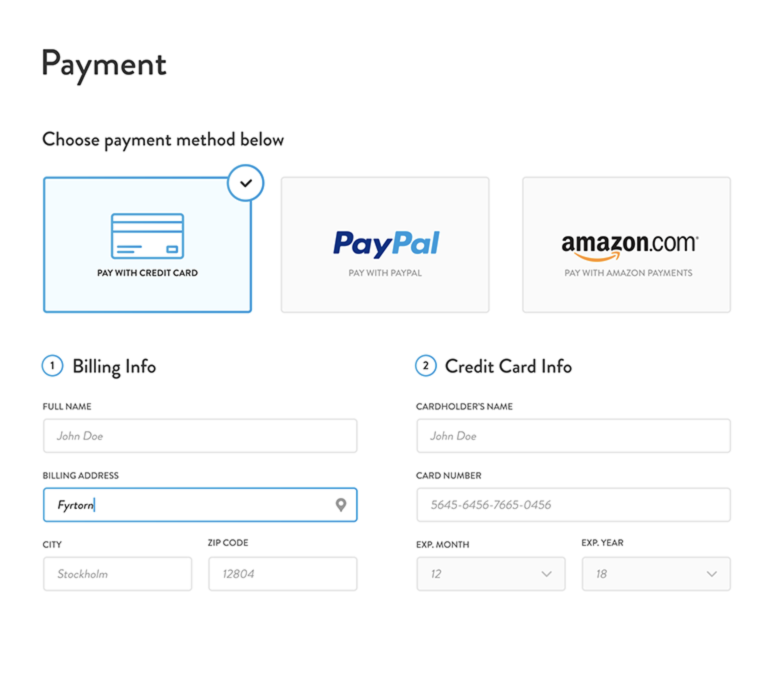 Payment
Choose payment method below
PAY WITH CREDIT CARD
PayPal
PAY WITH PAYPAL
amazon.com
PAY WITH AMAZON PAYMENTS
1 Billing Info
FULL NAME
John Doe
BILLING ADDRESS
Fyrtorn
CITY
ZIP CODE
Stockholm
12804
2 Credit Card Info
CARDHOLDER'S NAME
John Doe
CARD NUMBER
5645-6456-7665-0456
EXP. MONTH
EXP. YEAR
12
18